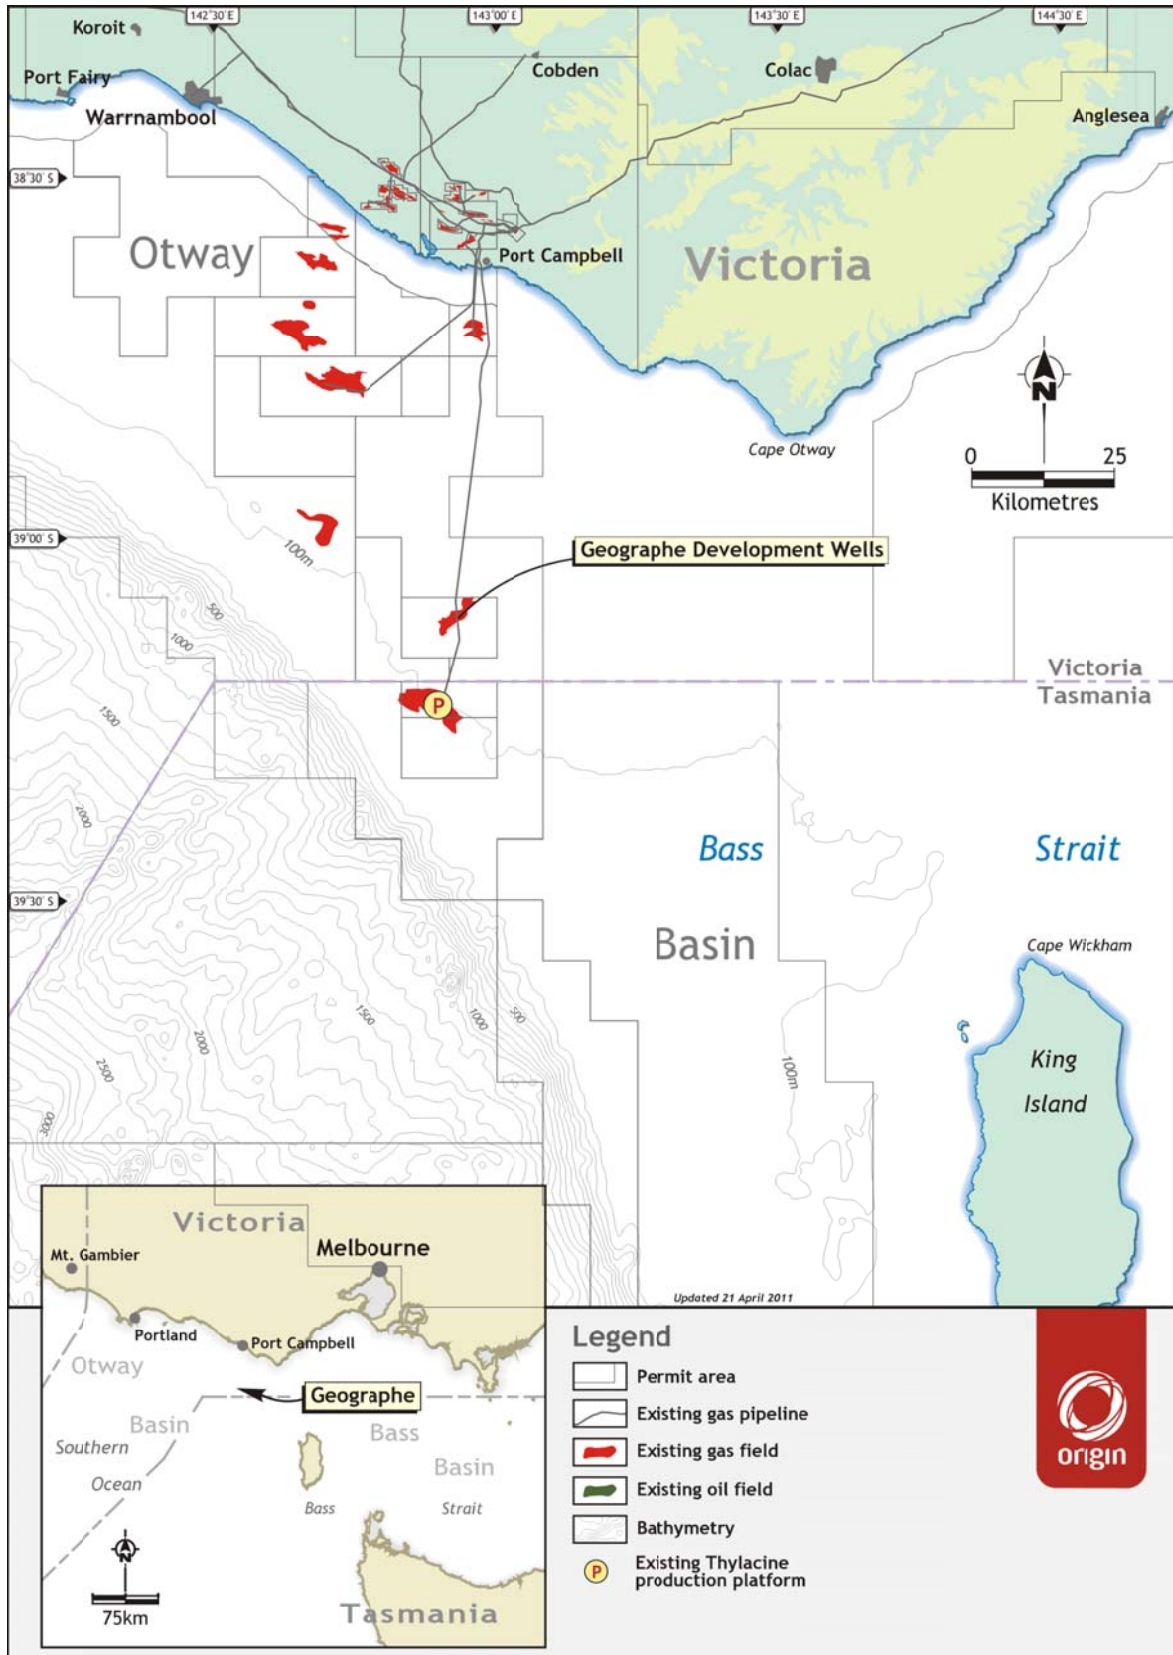 142°30' E
143°00' E
143°30' E
144°30' E
Koroit
Port Fairy
Warrnambool
Cobden
Colac
Anglesea
38°30' S
Otway
Port Campbell
Victoria
N
Cape Otway
0 25
Kilometres
39°00' S
100m
Geographe Development Wells
500
1000
Victoria
Tasmania
P
1500
2000
Bass Strait
39°30' S
Basin
Cape Wickham
1500
1000
500
2000
2500
3000
100m
King
Island
Updated 21 April 2011
Victoria
Melbourne
Mt. Gambier
Portland
Port Campbell
Otway
Geographe
Basin
Bass
Southern
Ocean
Basin
Bass Strait
N
75km
Tasmania
Legend
Permit area
Existing gas pipeline
Existing gas field
Existing oil field
Bathymetry
P
Existing Thylacine
production platform
origin